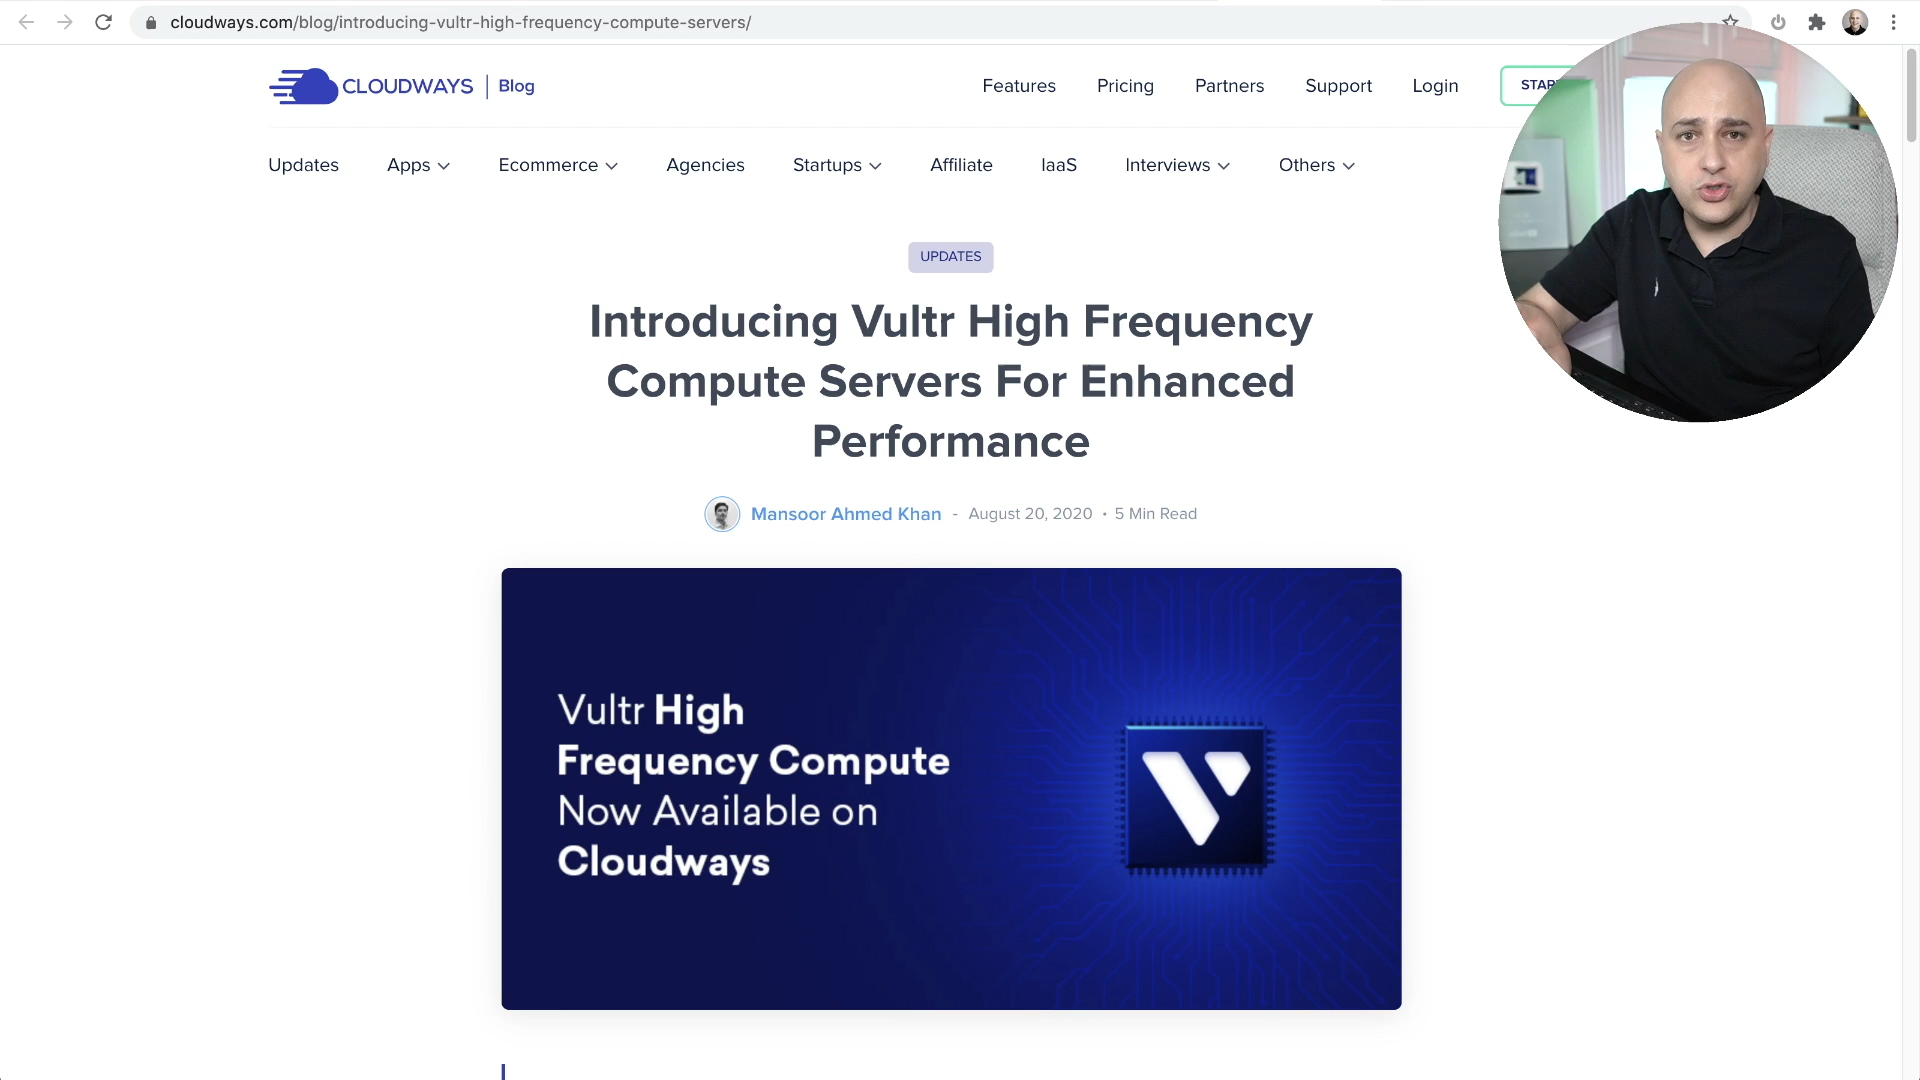 cloudways.com/blog/introducing-vultr-high-frequency-compute-servers/
CLOUDWAYS | Blog
Features Pricing Partners Support Login STAR
Updates Apps Ecommerce Agencies Startups Affiliate IaaS Interviews Others
UPDATES
Introducing Vultr High Frequency
Compute Servers For Enhanced
Performance
Mansoor Ahmed Khan - August 20, 2020 • 5 Min Read
Vultr High
Frequency Compute
Now Available on
Cloudways